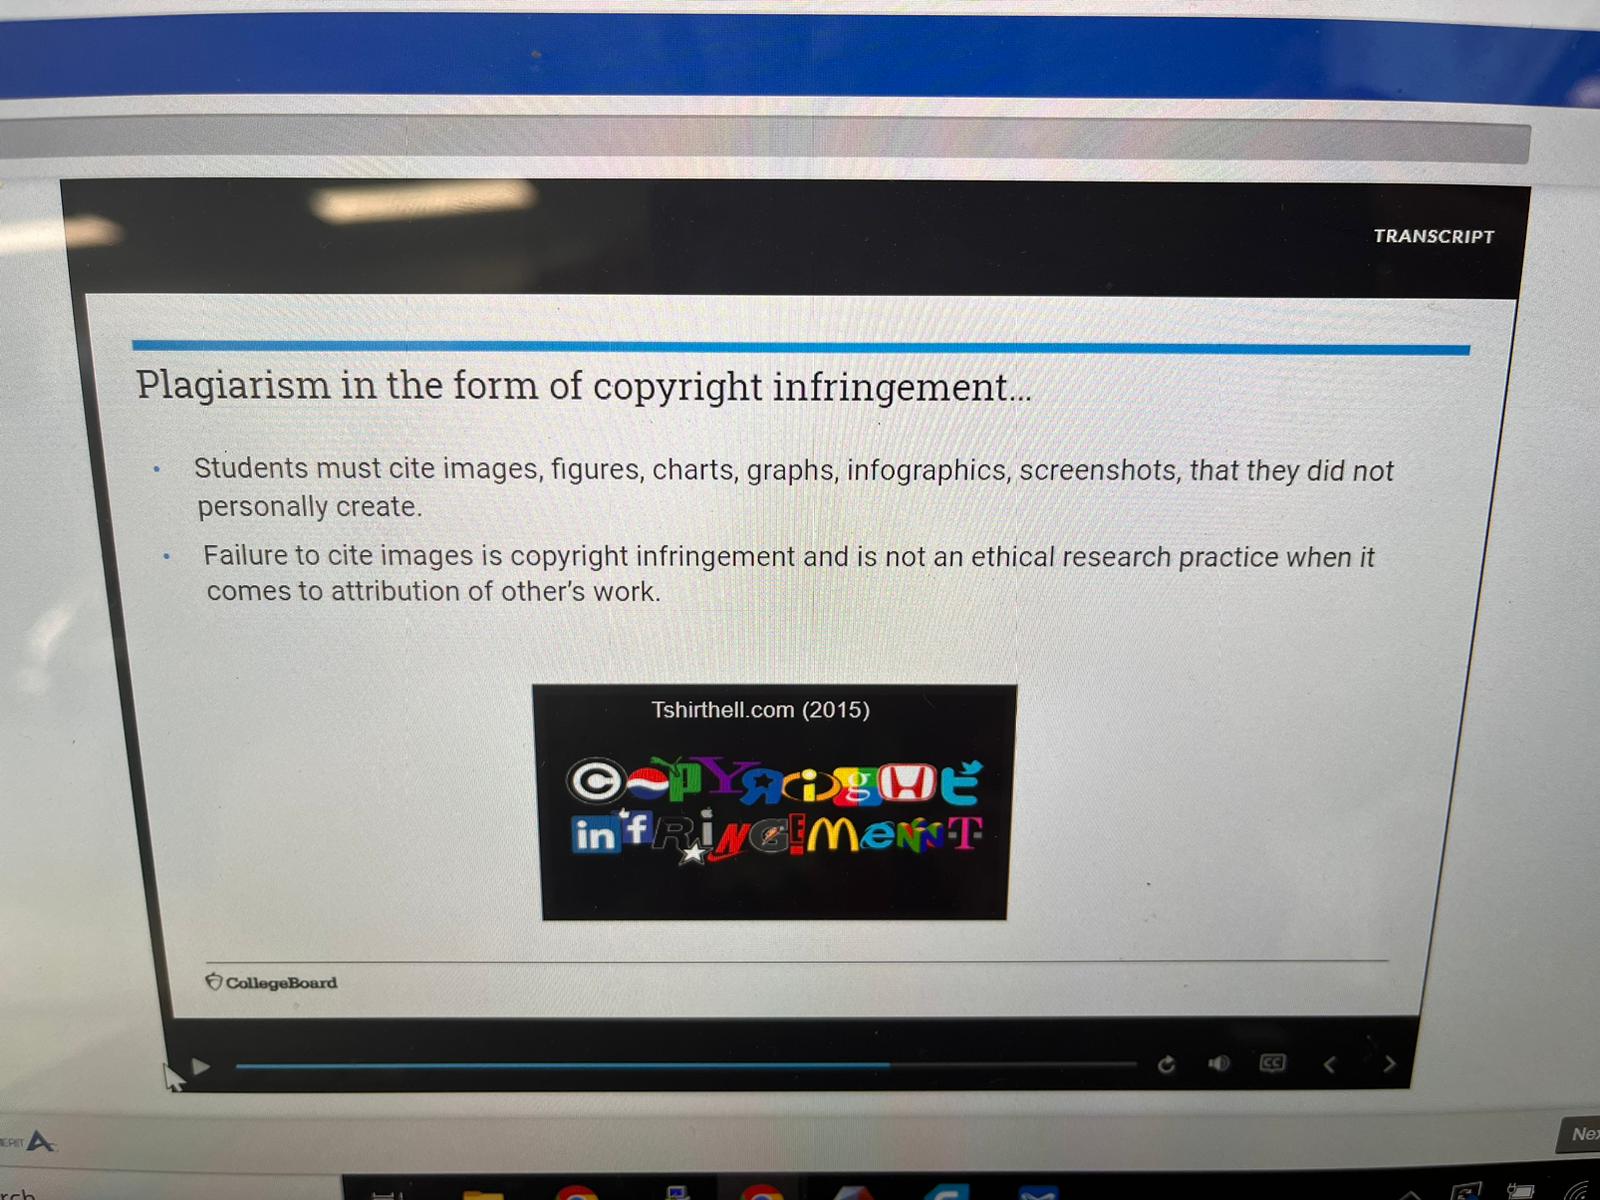 TRANSCRIPT
Plagiarism in the form of copyright infringement...
• Students must cite images, figures, charts, graphs, infographics, screenshots, that they did not
personally create.
• Failure to cite images is copyright infringement and is not an ethical research practice when it
comes to attribution of other's work.
Tshirthell.com (2015)
COPYRIGHT
inFRiNGEMENT
CollegeBoard
CC